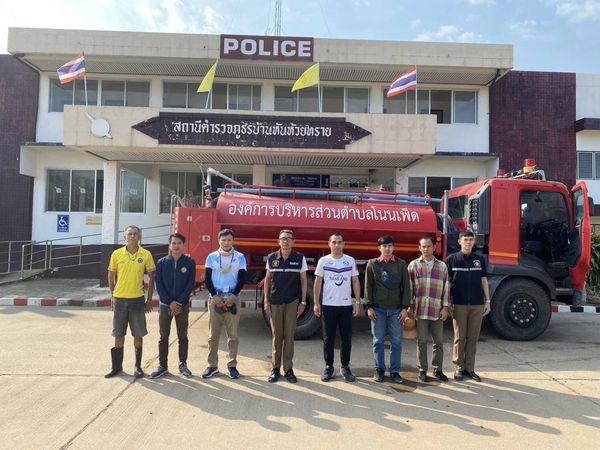 POLICE
สถานีตำรวจภูธรบ้านหันห้วยทราย
องค์การบริหารส่วนตำบลโนนเพ็ด